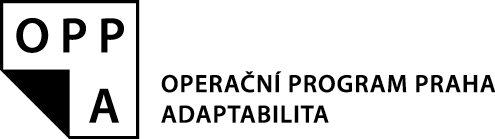 OPP
A
OPERAČNÍ PROGRAM PRAHA
ADAPTABILITA